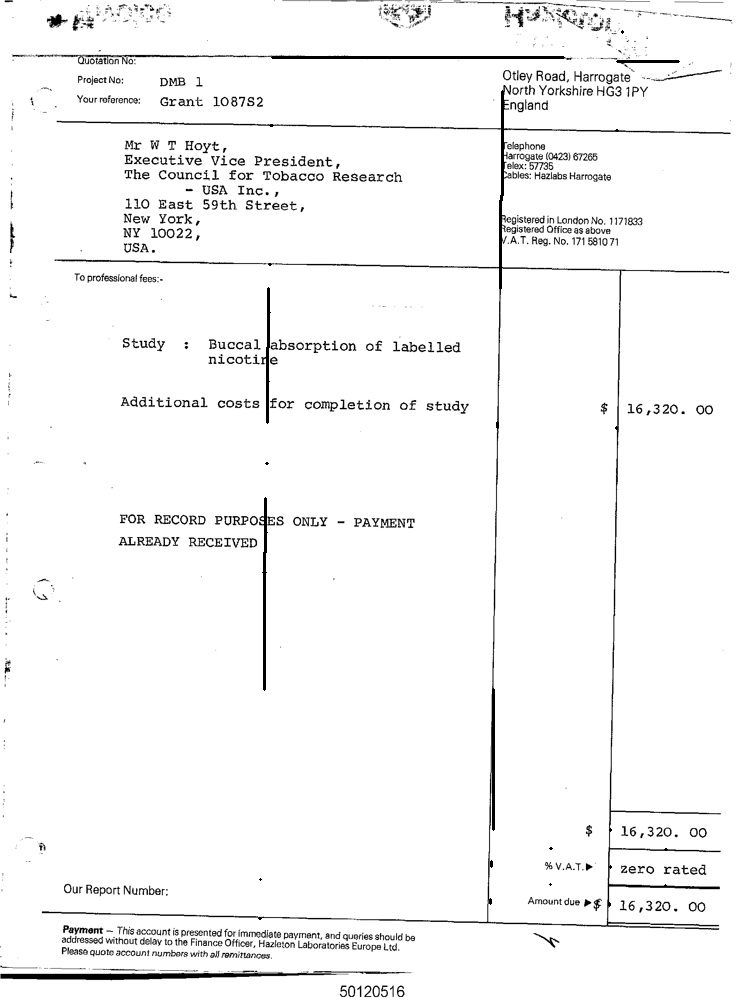 Quotation No:
Project No: DMB 1
Your reference: Grant 1087S2
Otley Road, Harrogate
North Yorkshire HG3 1PY
England
Mr W T Hoyt,
Executive Vice President,
The Council for Tobacco Research
- USA Inc.,
110 East 59th Street,
New York,
NY 10022,
USA.
Telephone
Harrogate (0423) 67265
Telex: 57735
Cables: Hazlabs Harrogate
Registered in London No. 1171833
Registered Office as above
V.A.T. Reg. No. 171 5810 71
To professional fees:-
Study : Buccal absorption of labelled
nicotine
Additional costs for completion of study $ 16,320. 00
FOR RECORD PURPOSES ONLY - PAYMENT
ALREADY RECEIVED
$ 16,320. 00
% V.A.T. ▶ zero rated
Our Report Number:
Amount due ▶ $ 16,320. 00
Payment — This account is presented for immediate payment, and queries should be
addressed without delay to the Finance Officer, Hazleton Laboratories Europe Ltd.
Please quote account numbers with all remittances.
50120516